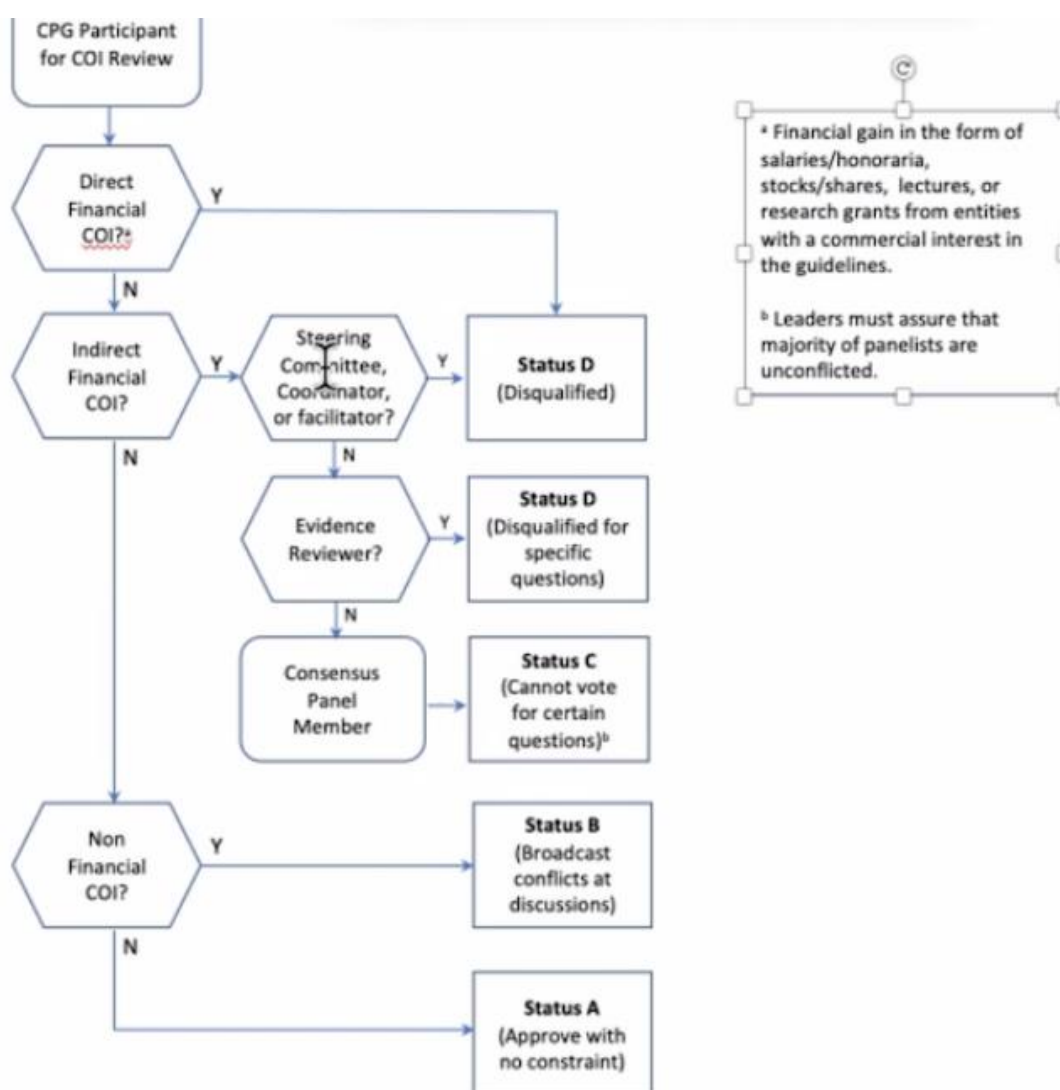 CPG Participant
for COI Review
Direct
Financial
COI?ᵃ
Y
N
Indirect
Financial
COI?
Y
Steering
Committee,
Coordinator,
or facilitator?
Y
Status D
(Disqualified)
N
N
Evidence
Reviewer?
Y
Status D
(Disqualified for
specific
questions)
N
Consensus
Panel
Member
Status C
(Cannot vote
for certain
questions)ᵇ
Non
Financial
COI?
Y
Status B
(Broadcast
conflicts at
discussions)
N
Status A
(Approve with
no constraint)
ᵃ Financial gain in the form of
salaries/honoraria,
stocks/shares, lectures, or
research grants from entities
with a commercial interest in
the guidelines.
ᵇ Leaders must assure that
majority of panelists are
unconflicted.